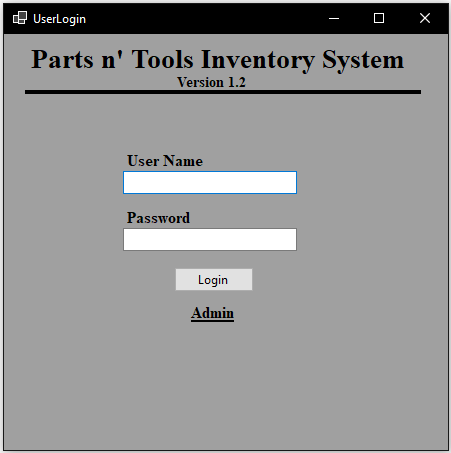 UserLogin
Parts n' Tools Inventory System
Version 1.2
User Name
Password
Login
Admin